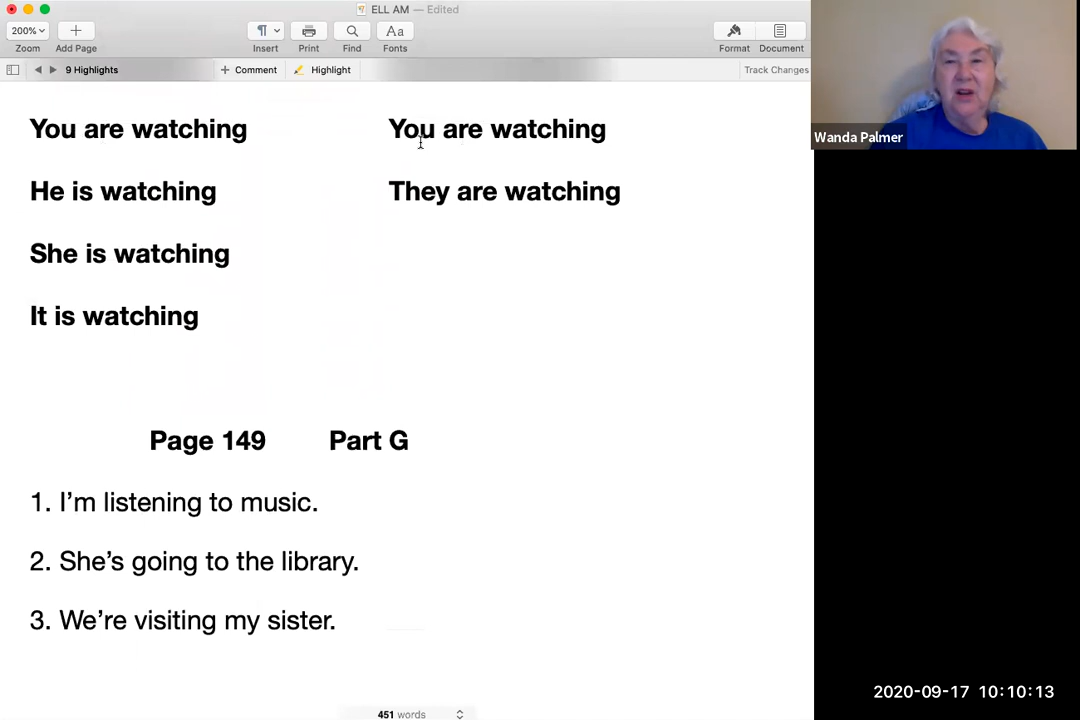 ELL AM — Edited
200%
Zoom
Add Page
Insert
Print
Find
Aa
Fonts
Format
Document
9 Highlights
+ Comment
Highlight
Track Changes
You are watching You are watching
He is watching They are watching
She is watching
It is watching
Page 149 Part G
1. I'm listening to music.
2. She's going to the library.
3. We're visiting my sister.
451 words
Wanda Palmer
2020-09-17 10:10:13